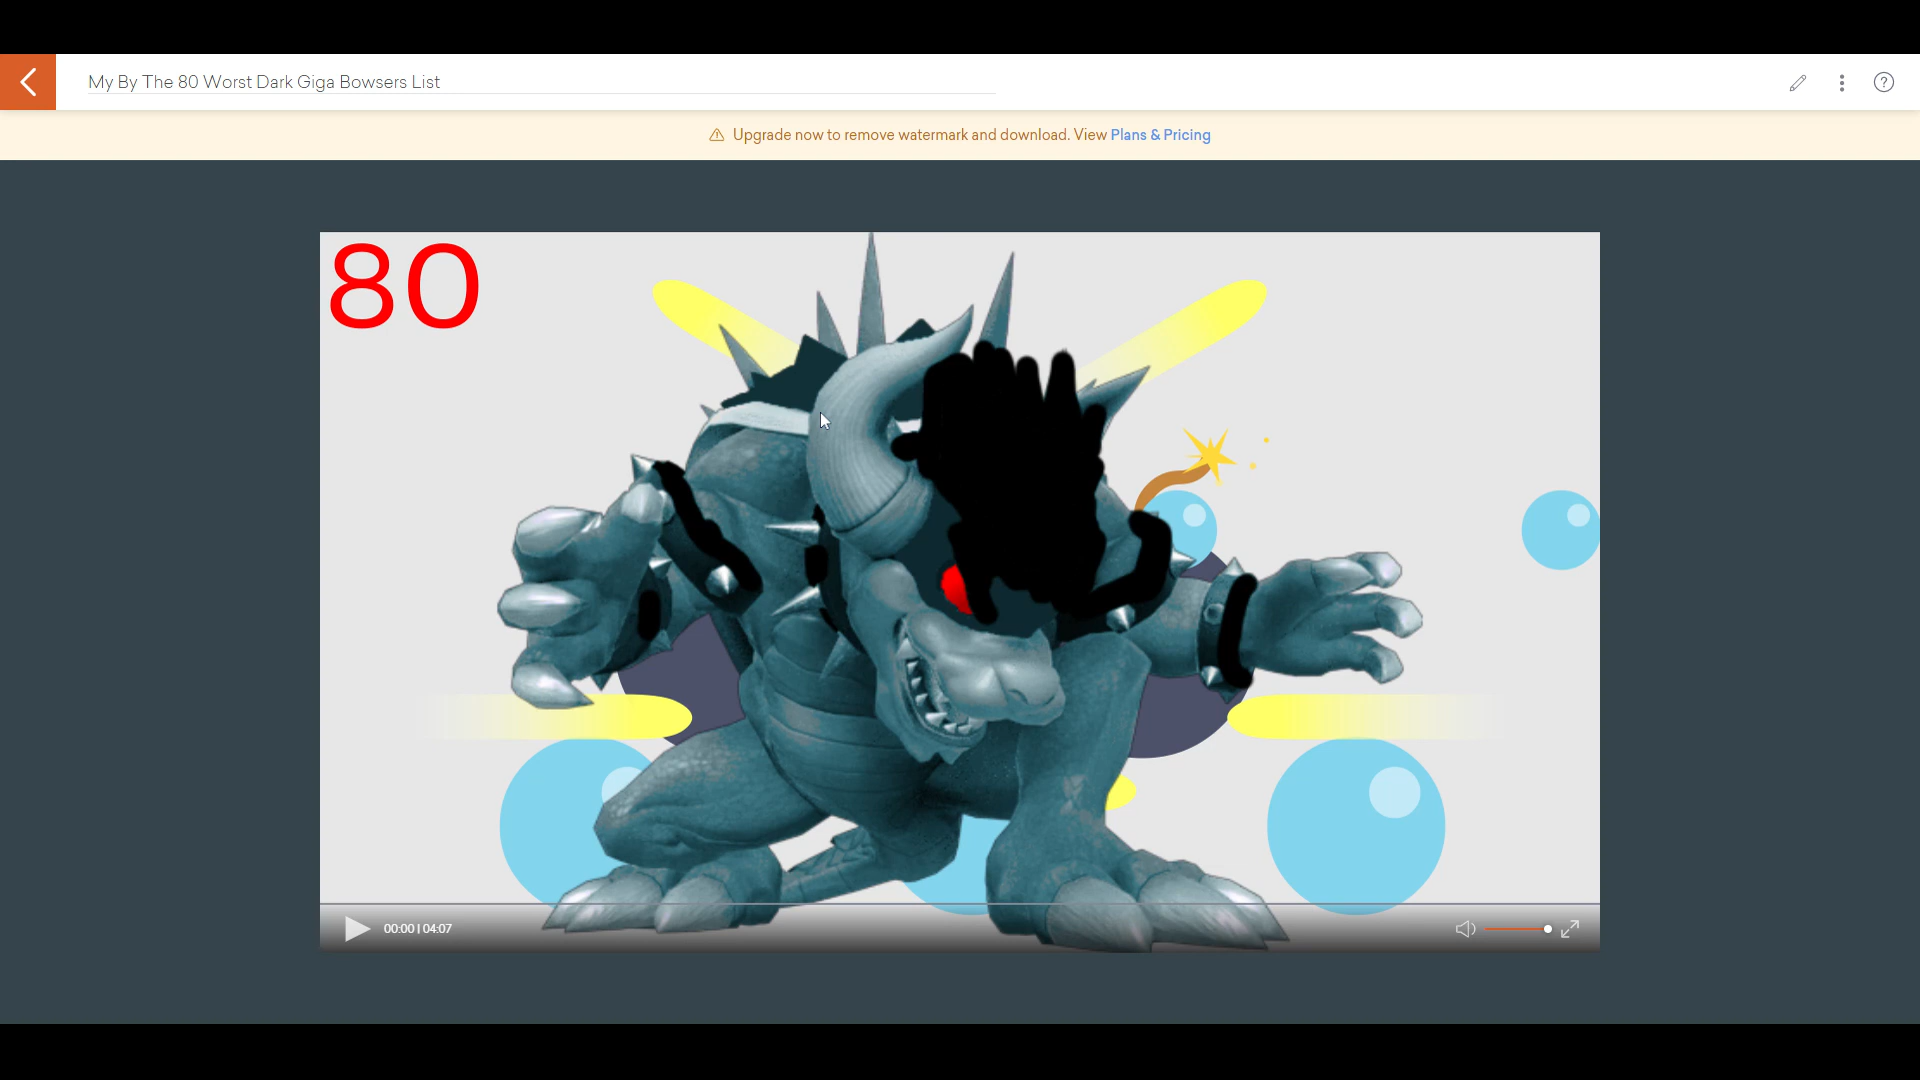 My By The 80 Worst Dark Giga Bowsers List
Upgrade now to remove watermark and download. View Plans & Pricing
80
00:00 | 04:07